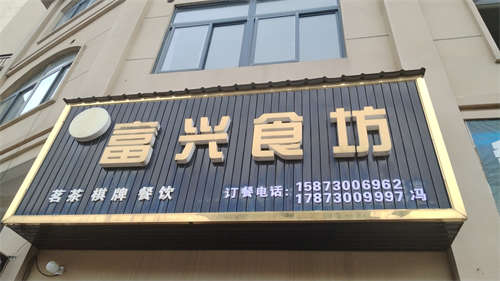 富兴食坊
茗茶 棋牌 餐饮
订餐电话: 15873006962
17873009997 冯